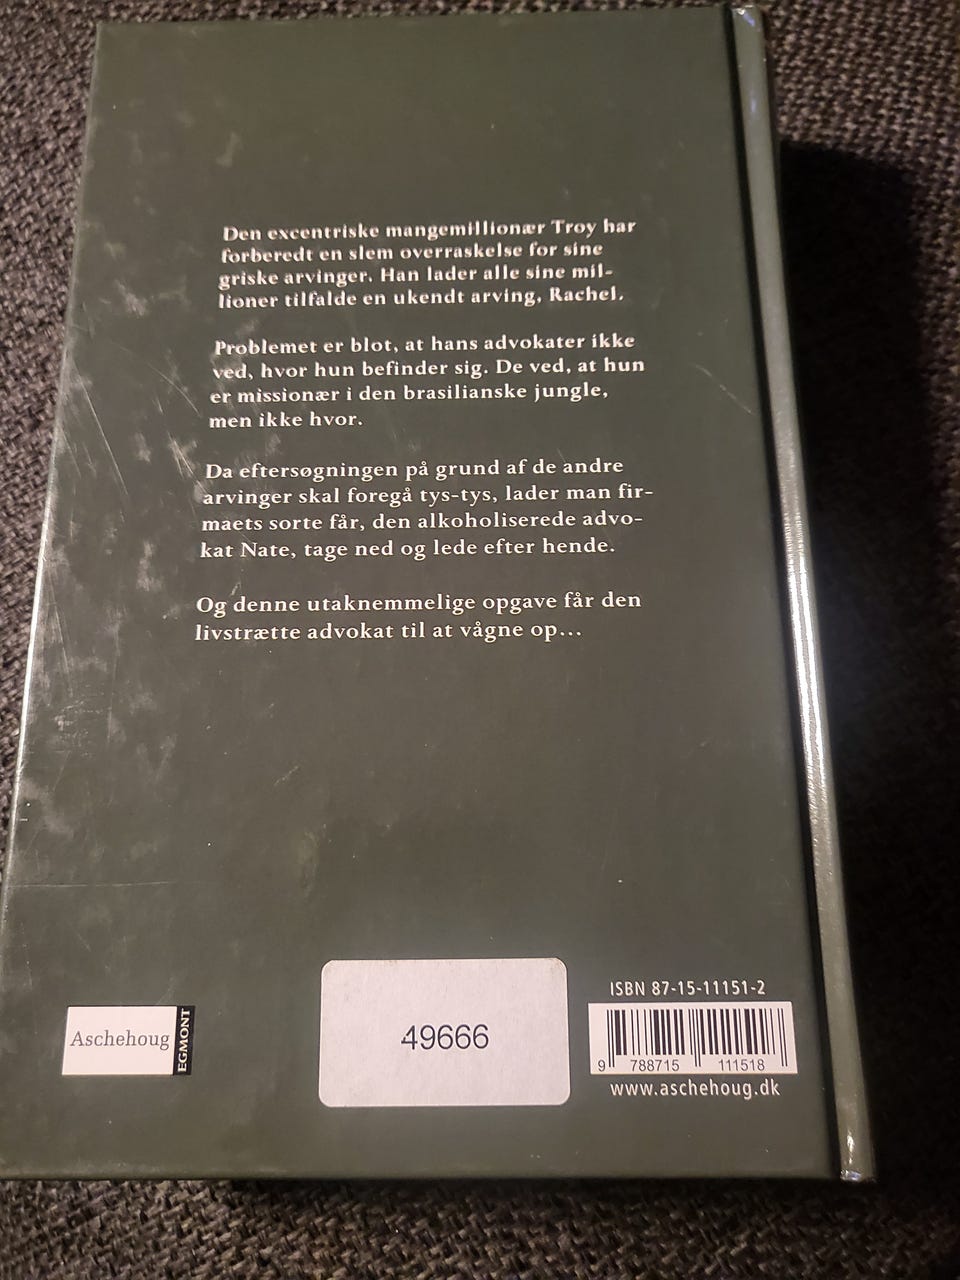 Den excentriske mangemillionær Troy har
forberedt en slem overraskelse for sine
griske arvinger. Han lader alle sine mil-
lioner tilfalde en ukendt arving, Rachel.
Problemet er blot, at hans advokater ikke
ved, hvor hun befinder sig. De ved, at hun
er missionær i den brasilianske jungle,
men ikke hvor.
Da eftersøgningen på grund af de andre
arvinger skal foregå tys-tys, lader man fir-
maets sorte får, den alkoholiserede advo-
kat Nate, tage ned og lede efter hende.
Og denne utaknemmelige opgave får den
livstrætte advokat til at vågne op...
Aschehoug
EGMONT
49666
ISBN 87-15-11151-2
9 788715 111518
www.aschehoug.dk